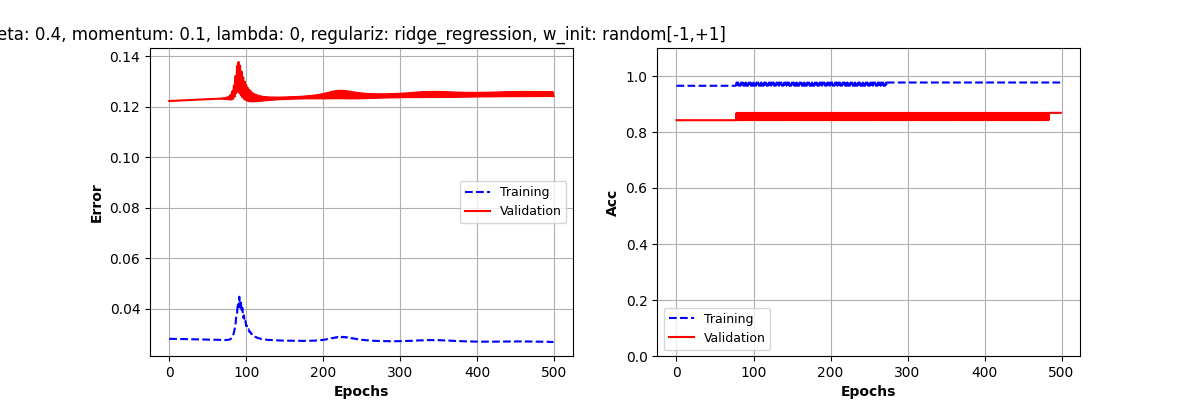 eta: 0.4, momentum: 0.1, lambda: 0, regulariz: ridge_regression, w_init: random[-1,+1]
0.14
0.12
0.10
0.08
0.06
0.04
Error
0
100
200
300
400
500
Epochs
Training
Validation
1.0
0.8
0.6
0.4
0.2
0.0
Acc
0
100
200
300
400
500
Epochs
Training
Validation